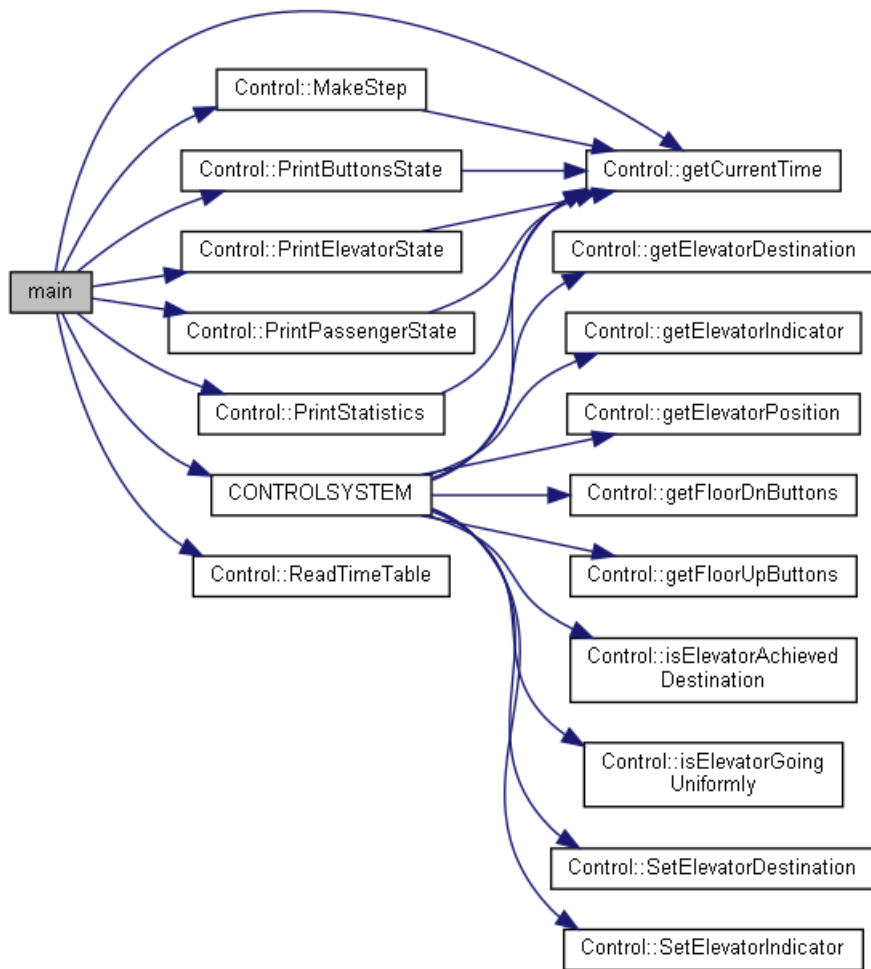 main
Control::MakeStep
Control::PrintButtonsState
Control::PrintElevatorState
Control::PrintPassengerState
Control::PrintStatistics
CONTROLSYSTEM
Control::ReadTimeTable
Control::getCurrentTime
Control::getElevatorDestination
Control::getElevatorIndicator
Control::getElevatorPosition
Control::getFloorDnButtons
Control::getFloorUpButtons
Control::isElevatorAchieved
Destination
Control::isElevatorGoing
Uniformly
Control::SetElevatorDestination
Control::SetElevatorIndicator